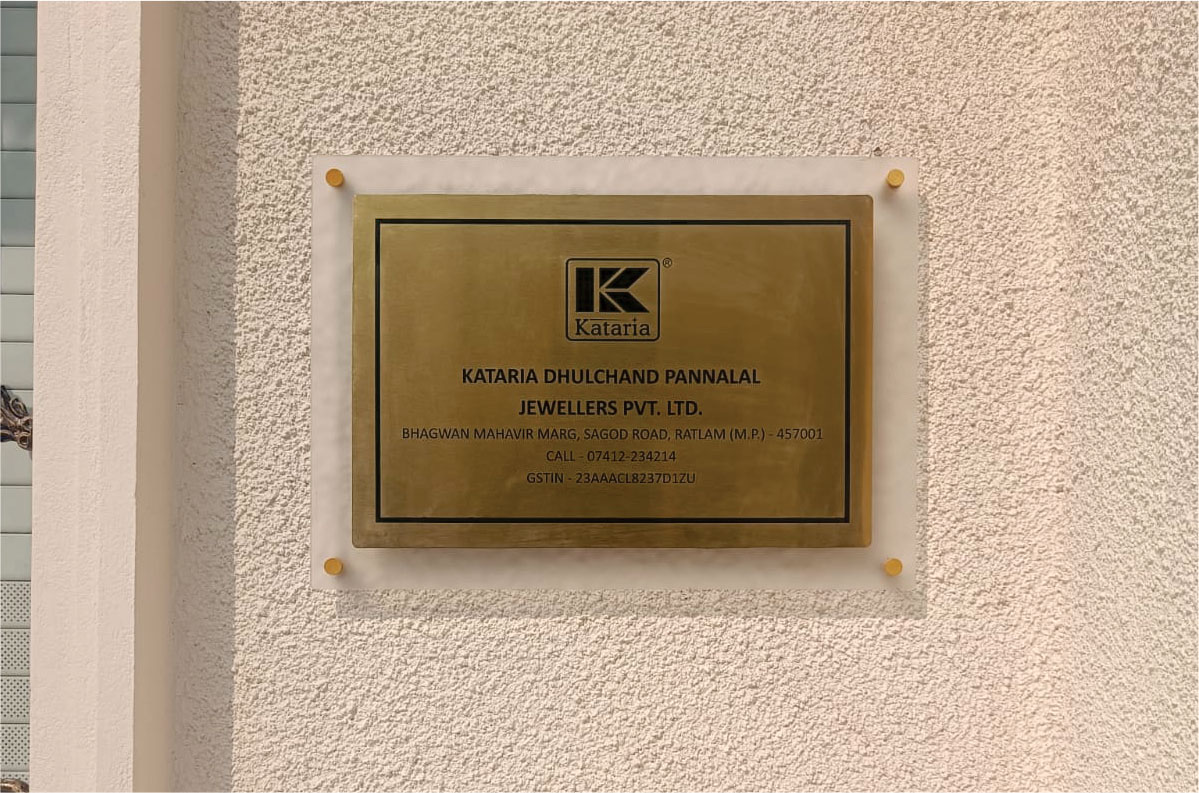 K®
Kataria
KATARIA DHULCHAND PANNALAL
JEWELLERS PVT. LTD.
BHAGWAN MAHAVIR MARG, SAGOD ROAD, RATLAM (M.P.) - 457001
CALL - 07412-234214
GSTIN - 23AAACL8237D1ZU